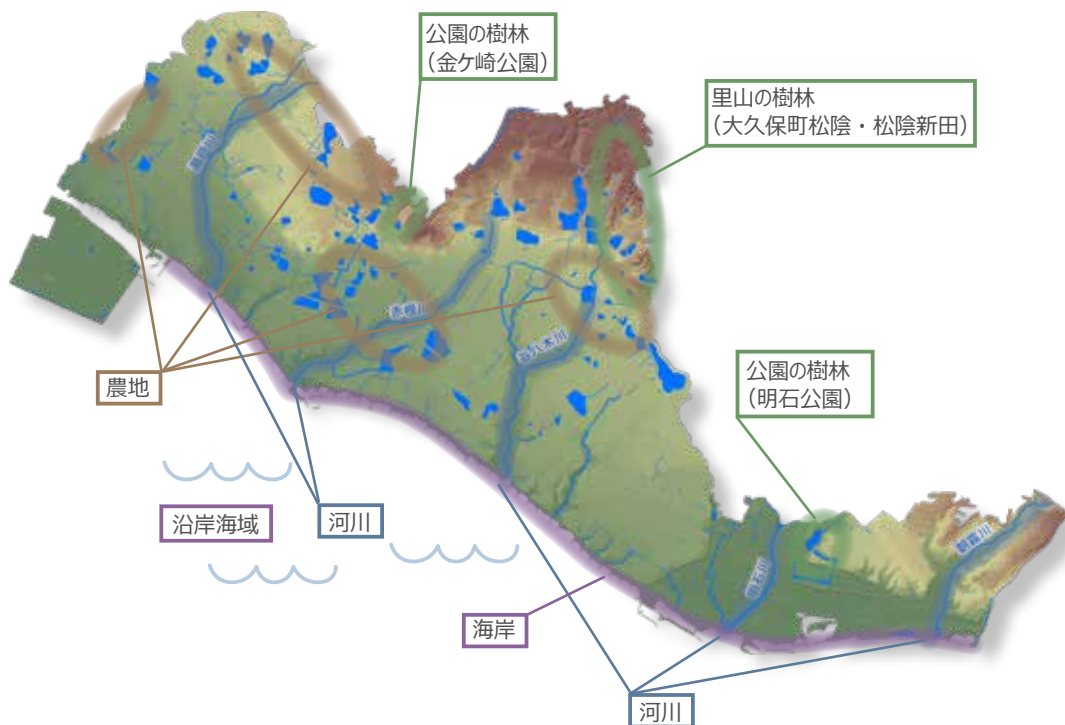 公園の樹林
（金ケ崎公園）
里山の樹林
（大久保町松陰・松陰新田）
瀬戸川
赤根川
谷八木川
農地
公園の樹林
（明石公園）
沿岸海域
河川
海岸
明石川
朝霧川
河川